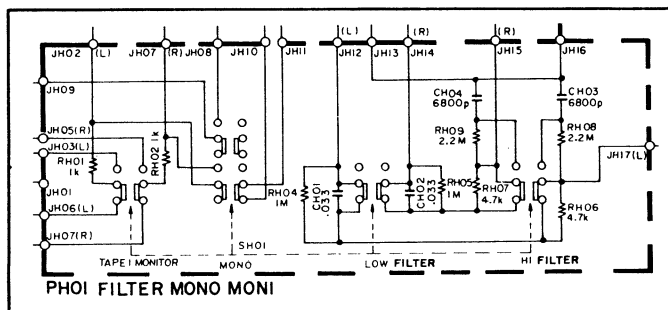 (L) (R) (R)
JH02 (L) JH07 (R) JH08 JH10 JH11 JH12 JH13 JH14 JH15 JH16
JH09
CH04 6800p
CH03 6800p
JH05(R)
JH03(L)
RH01 1k
RH02 1k
RH09 2.2M
RH08 2.2M
JH17(L)
JH01
RH04 1M
CH01 .033
CH02 .033
RH05 1M
RH07 4.7k
RH06 4.7k
JH06(L)
JH07(R)
SH01
TAPE 1 MONITOR MONO LOW FILTER HI FILTER
PH01 FILTER MONO MONI